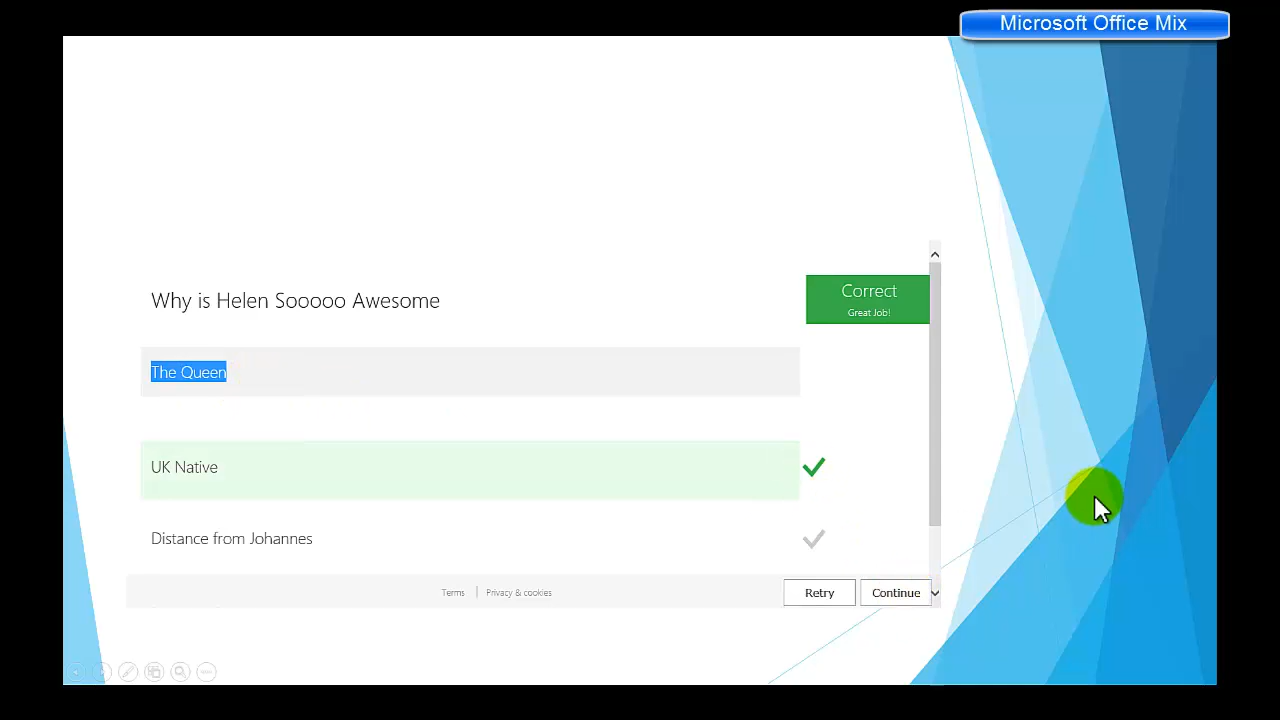 Microsoft Office Mix
Why is Helen Sooooo Awesome
Correct
Great Job!
The Queen
UK Native
Distance from Johannes
Terms | Privacy & cookies
Retry
Continue